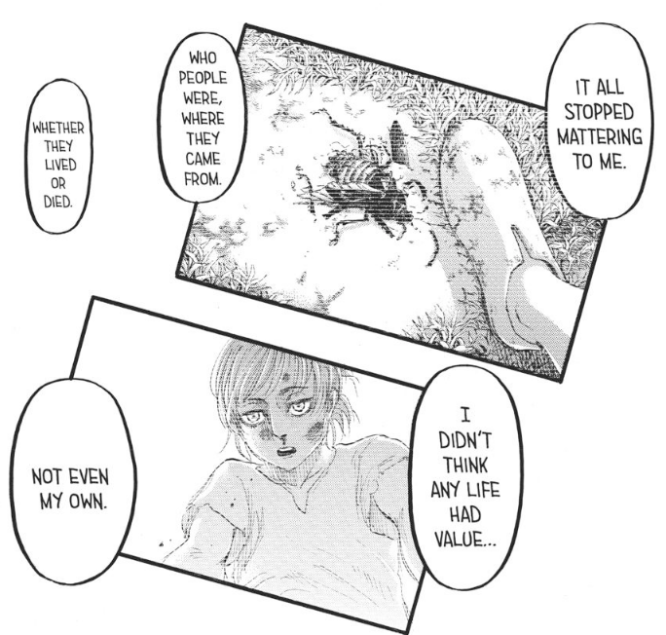 IT ALL
STOPPED
MATTERING
TO ME.
WHO
PEOPLE
WERE,
WHERE
THEY
CAME
FROM.
WHETHER
THEY
LIVED
OR
DIED.
I
DIDN'T
THINK
ANY LIFE
HAD
VALUE...
NOT EVEN
MY OWN.